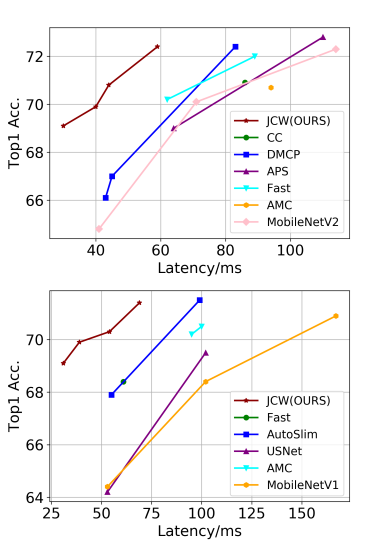 72
70
68
66
40
60
80
100
Top1 Acc.
Latency/ms
JCW(OURS)
CC
DMCP
APS
Fast
AMC
MobileNetV2
70
68
66
64
25
50
75
100
125
150
Top1 Acc.
Latency/ms
JCW(OURS)
Fast
AutoSlim
USNet
AMC
MobileNetV1